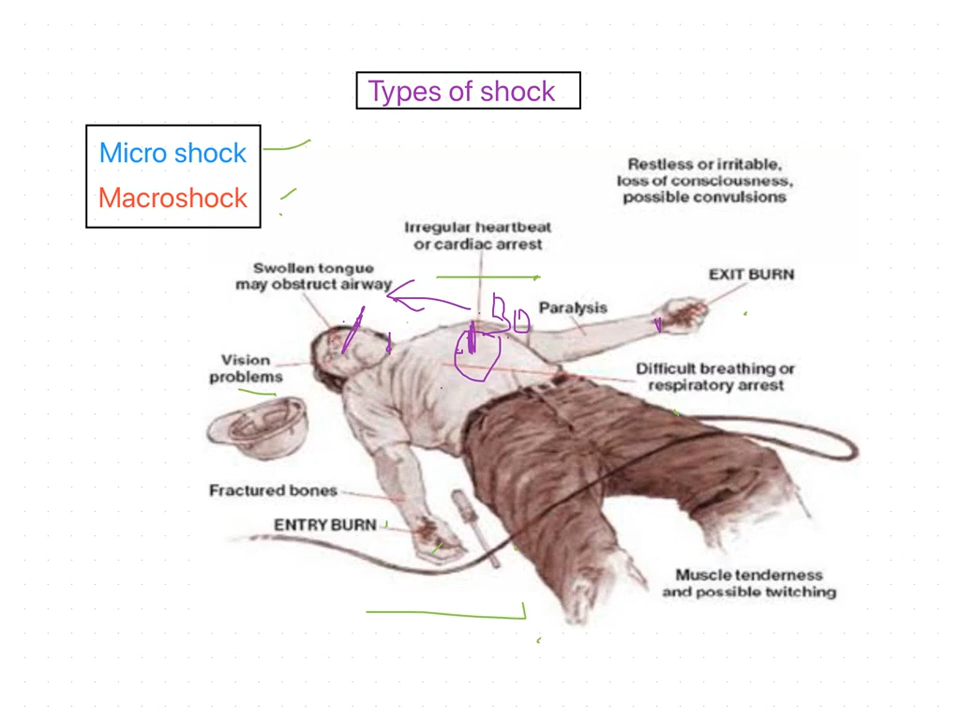 Types of shock
Micro shock
Macroshock
Restless or irritable,
loss of consciousness,
possible convulsions
Irregular heartbeat
or cardiac arrest
Swollen tongue
may obstruct airway
EXIT BURN
Paralysis
Vision
problems
Difficult breathing or
respiratory arrest
Fractured bones
ENTRY BURN
Muscle tenderness
and possible twitching